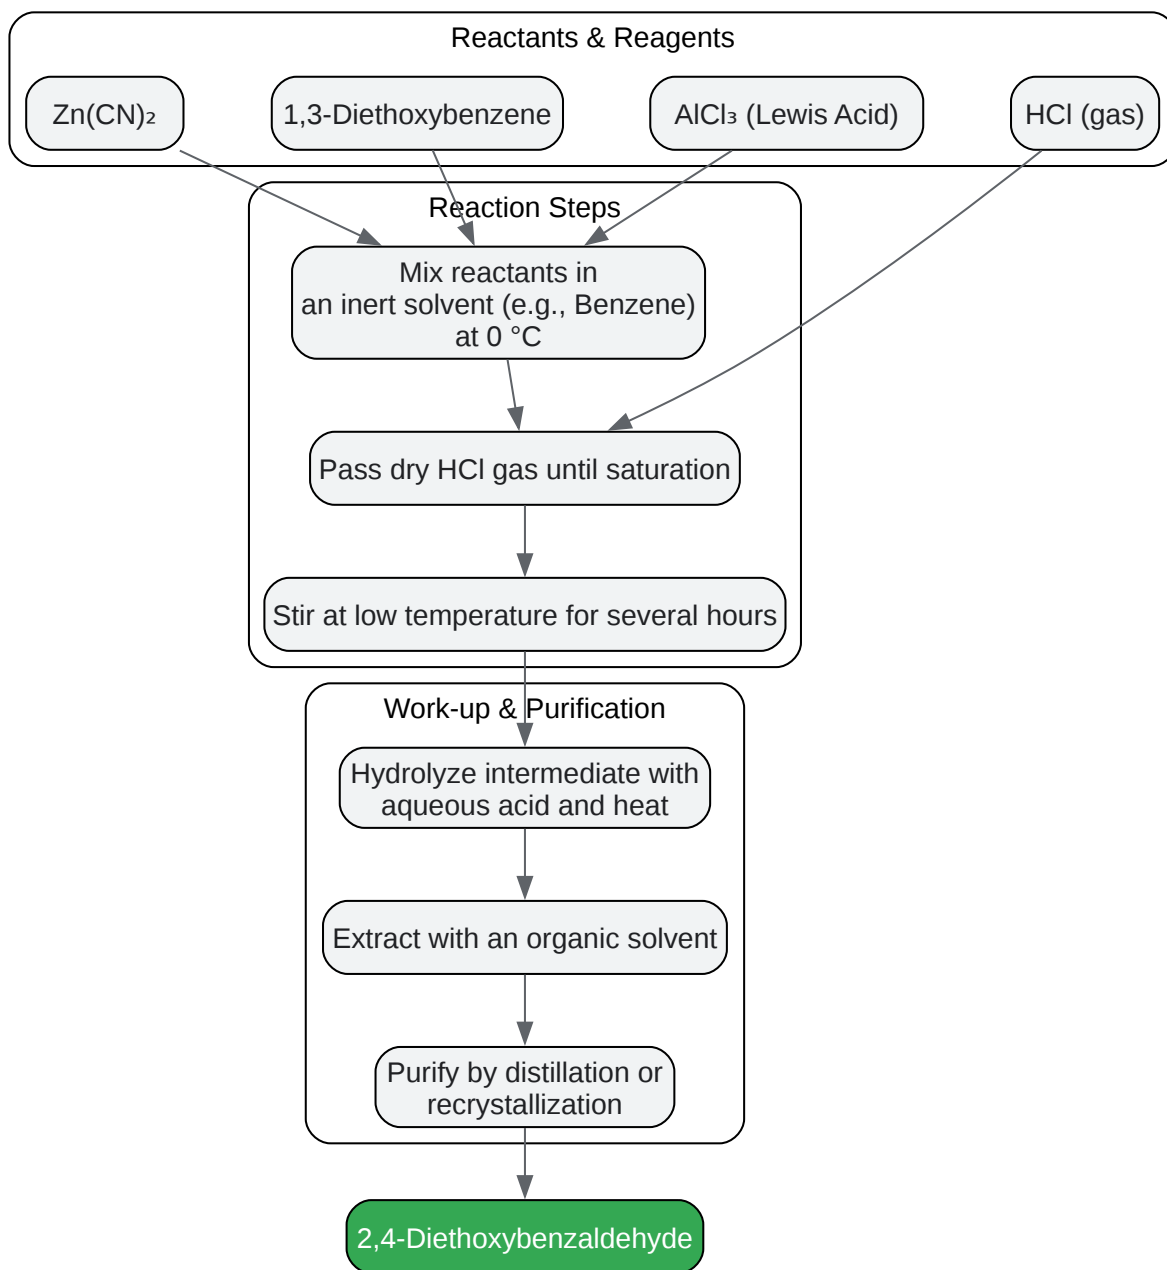 Reactants & Reagents
Zn(CN)₂
1,3-Diethoxybenzene
AlCl₃ (Lewis Acid)
HCl (gas)
Reaction Steps
Mix reactants in
an inert solvent (e.g., Benzene)
at 0 °C
Pass dry HCl gas until saturation
Stir at low temperature for several hours
Work-up & Purification
Hydrolyze intermediate with
aqueous acid and heat
Extract with an organic solvent
Purify by distillation or
recrystallization
2,4-Diethoxybenzaldehyde